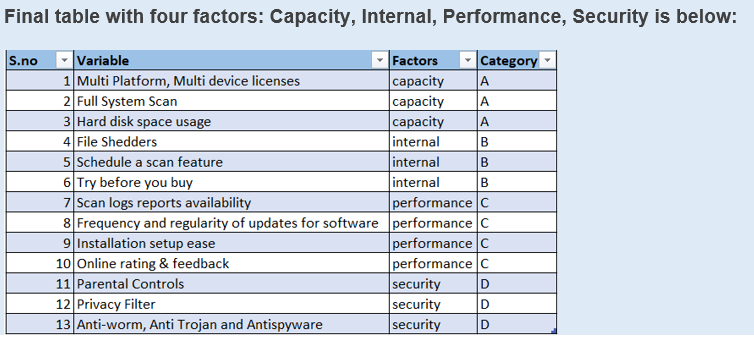 Final table with four factors: Capacity, Internal, Performance, Security is below:
S.no Variable Factors Category
1 Multi Platform, Multi device licenses capacity A
2 Full System Scan capacity A
3 Hard disk space usage capacity A
4 File Shedders internal B
5 Schedule a scan feature internal B
6 Try before you buy internal B
7 Scan logs reports availability performance C
8 Frequency and regularity of updates for software performance C
9 Installation setup ease performance C
10 Online rating & feedback performance C
11 Parental Controls security D
12 Privacy Filter security D
13 Anti-worm, Anti Trojan and Antispyware security D